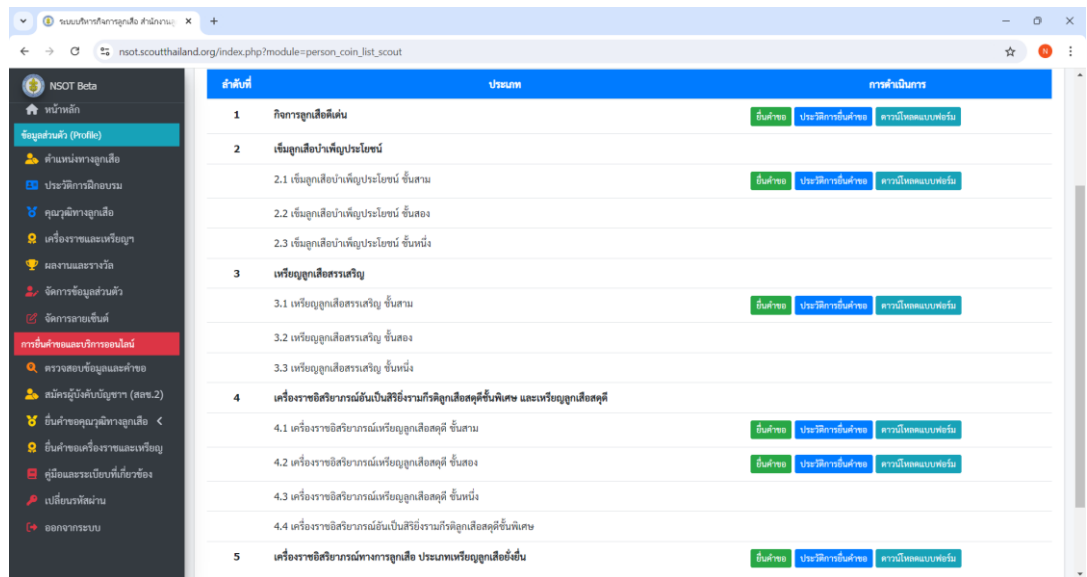 ระบบบริหารกิจการลูกเสือ สำนักงานลู
nsot.scoutthailand.org/index.php?module=person_coin_list_scout
N
NSOT Beta
หน้าหลัก
ข้อมูลส่วนตัว (Profile)
ตำแหน่งทางลูกเสือ
ประวัติการฝึกอบรม
คุณวุฒิทางลูกเสือ
เครื่องราชและเหรียญฯ
ผลงานและรางวัล
จัดการข้อมูลส่วนตัว
จัดการลายเซ็นต์
การยื่นคำขอและบริการออนไลน์
ตรวจสอบข้อมูลและคำขอ
สมัครผู้บังคับบัญชาฯ (สลช.2)
ยื่นคำขอคุณวุฒิทางลูกเสือ
ยื่นคำขอเครื่องราชและเหรียญ
คู่มือและระเบียบที่เกี่ยวข้อง
เปลี่ยนรหัสผ่าน
ออกจากระบบ
ลำดับที่ ประเภท การดำเนินการ
1 กิจการลูกเสือดีเด่น ยื่นคำขอ ประวัติการยื่นคำขอ ดาวน์โหลดแบบฟอร์ม
2 เข็มลูกเสือบำเพ็ญประโยชน์
2.1 เข็มลูกเสือบำเพ็ญประโยชน์ ชั้นสาม ยื่นคำขอ ประวัติการยื่นคำขอ ดาวน์โหลดแบบฟอร์ม
2.2 เข็มลูกเสือบำเพ็ญประโยชน์ ชั้นสอง
2.3 เข็มลูกเสือบำเพ็ญประโยชน์ ชั้นหนึ่ง
3 เหรียญลูกเสือสรรเสริญ
3.1 เหรียญลูกเสือสรรเสริญ ชั้นสาม ยื่นคำขอ ประวัติการยื่นคำขอ ดาวน์โหลดแบบฟอร์ม
3.2 เหรียญลูกเสือสรรเสริญ ชั้นสอง
3.3 เหรียญลูกเสือสรรเสริญ ชั้นหนึ่ง
4 เครื่องราชอิสริยาภรณ์อันเป็นสิริยิ่งรามกีรติลูกเสือสดุดีชั้นพิเศษ และเหรียญลูกเสือสดุดี
4.1 เครื่องราชอิสริยาภรณ์เหรียญลูกเสือสดุดี ชั้นสาม ยื่นคำขอ ประวัติการยื่นคำขอ ดาวน์โหลดแบบฟอร์ม
4.2 เครื่องราชอิสริยาภรณ์เหรียญลูกเสือสดุดี ชั้นสอง ยื่นคำขอ ประวัติการยื่นคำขอ ดาวน์โหลดแบบฟอร์ม
4.3 เครื่องราชอิสริยาภรณ์เหรียญลูกเสือสดุดี ชั้นหนึ่ง
4.4 เครื่องราชอิสริยาภรณ์อันเป็นสิริยิ่งรามกีรติลูกเสือสดุดีชั้นพิเศษ
5 เครื่องราชอิสริยาภรณ์ทางการลูกเสือ ประเภทเหรียญลูกเสือยั่งยืน ยื่นคำขอ ประวัติการยื่นคำขอ ดาวน์โหลดแบบฟอร์ม